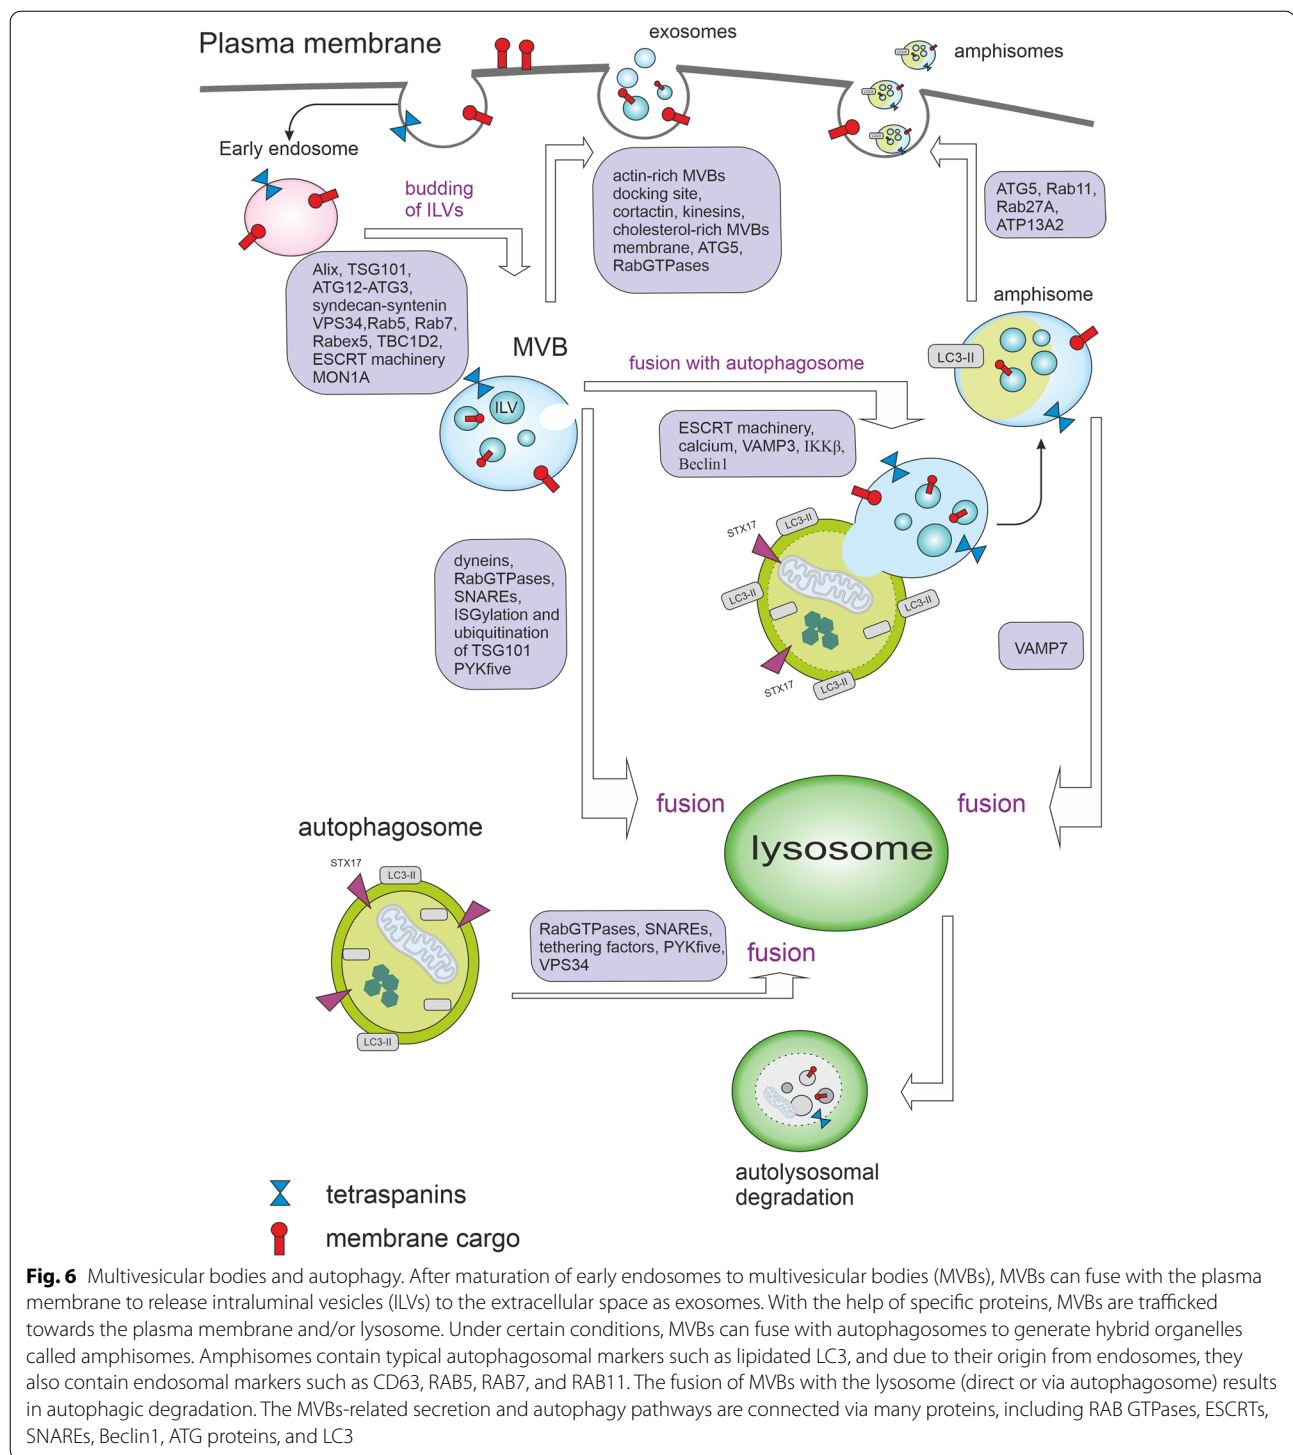 Plasma membrane
exosomes
amphisomes
Early endosome
budding
of ILVs
actin-rich MVBs
docking site,
cortactin, kinesins,
cholesterol-rich MVBs
membrane, ATG5,
RabGTPases
ATG5, Rab11,
Rab27A,
ATP13A2
Alix, TSG101,
ATG12-ATG3,
syndecan-syntenin
VPS34,Rab5, Rab7,
Rabex5, TBC1D2,
ESCRT machinery
MON1A
MVB
ILV
fusion with autophagosome
amphisome
LC3-II
ESCRT machinery,
calcium, VAMP3, IKKβ,
Beclin1
STX17
LC3-II
LC3-II
LC3-II
LC3-II
STX17
dyneins,
RabGTPases,
SNAREs,
ISGylation and
ubiquitination
of TSG101
PYKfive
VAMP7
fusion
fusion
lysosome
autophagosome
STX17
LC3-II
LC3-II
RabGTPases, SNAREs,
tethering factors, PYKfive,
VPS34
fusion
autolysosomal
degradation
tetraspanins
membrane cargo
Fig. 6 Multivesicular bodies and autophagy. After maturation of early endosomes to multivesicular bodies (MVBs), MVBs can fuse with the plasma
membrane to release intraluminal vesicles (ILVs) to the extracellular space as exosomes. With the help of specific proteins, MVBs are trafficked
towards the plasma membrane and/or lysosome. Under certain conditions, MVBs can fuse with autophagosomes to generate hybrid organelles
called amphisomes. Amphisomes contain typical autophagosomal markers such as lipidated LC3, and due to their origin from endosomes, they
also contain endosomal markers such as CD63, RAB5, RAB7, and RAB11. The fusion of MVBs with the lysosome (direct or via autophagosome) results
in autophagic degradation. The MVBs-related secretion and autophagy pathways are connected via many proteins, including RAB GTPases, ESCRTs,
SNAREs, Beclin1, ATG proteins, and LC3